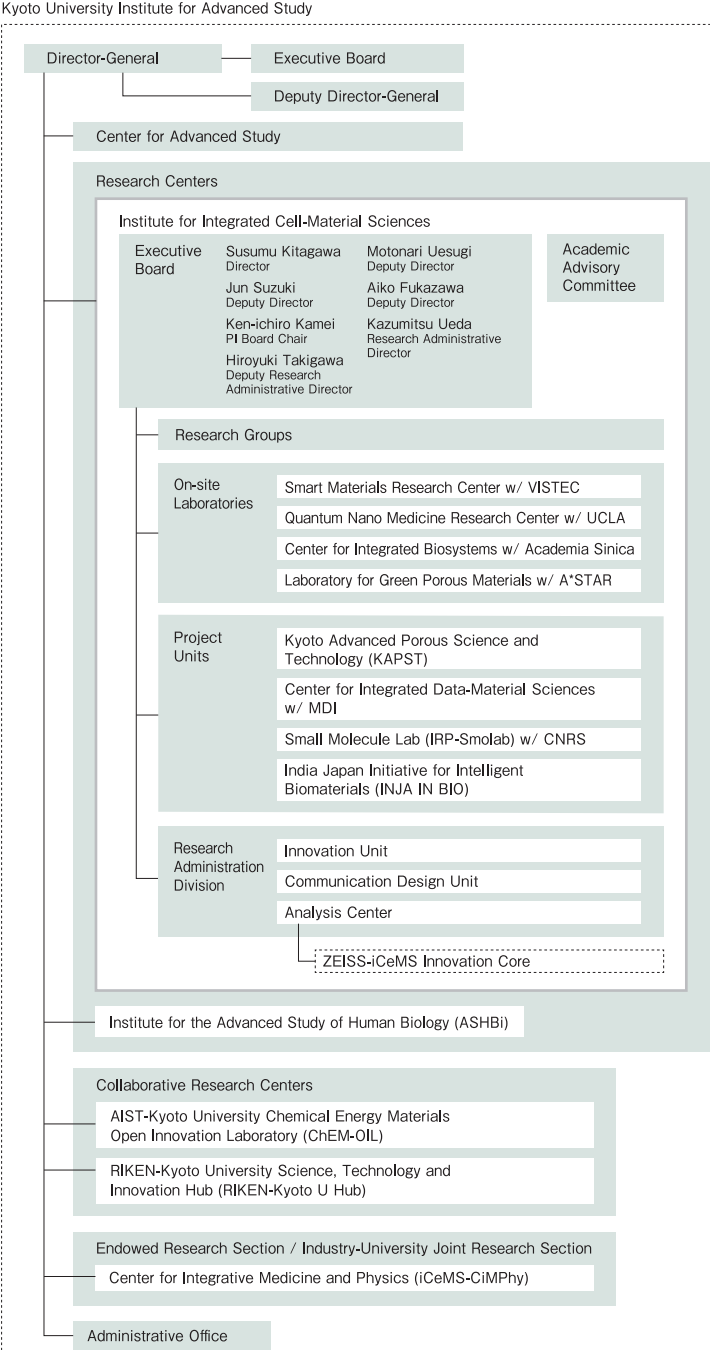 Kyoto University Institute for Advanced Study
Director-General
Executive Board
Deputy Director-General
Center for Advanced Study
Research Centers
Institute for Integrated Cell-Material Sciences
Executive
Board
Susumu Kitagawa
Director
Motonari Uesugi
Deputy Director
Jun Suzuki
Deputy Director
Aiko Fukazawa
Deputy Director
Ken-ichiro Kamei
PI Board Chair
Kazumitsu Ueda
Research Administrative
Director
Hiroyuki Takigawa
Deputy Research
Administrative Director
Academic
Advisory
Committee
Research Groups
On-site
Laboratories
Smart Materials Research Center w/ VISTEC
Quantum Nano Medicine Research Center w/ UCLA
Center for Integrated Biosystems w/ Academia Sinica
Laboratory for Green Porous Materials w/ A*STAR
Project
Units
Kyoto Advanced Porous Science and
Technology (KAPST)
Center for Integrated Data-Material Sciences
w/ MDI
Small Molecule Lab (IRP-Smolab) w/ CNRS
India Japan Initiative for Intelligent
Biomaterials (INJA IN BIO)
Research
Administration
Division
Innovation Unit
Communication Design Unit
Analysis Center
ZEISS-iCeMS Innovation Core
Institute for the Advanced Study of Human Biology (ASHBi)
Collaborative Research Centers
AIST-Kyoto University Chemical Energy Materials
Open Innovation Laboratory (ChEM-OIL)
RIKEN-Kyoto University Science, Technology and
Innovation Hub (RIKEN-Kyoto U Hub)
Endowed Research Section / Industry-University Joint Research Section
Center for Integrative Medicine and Physics (iCeMS-CiMPhy)
Administrative Office